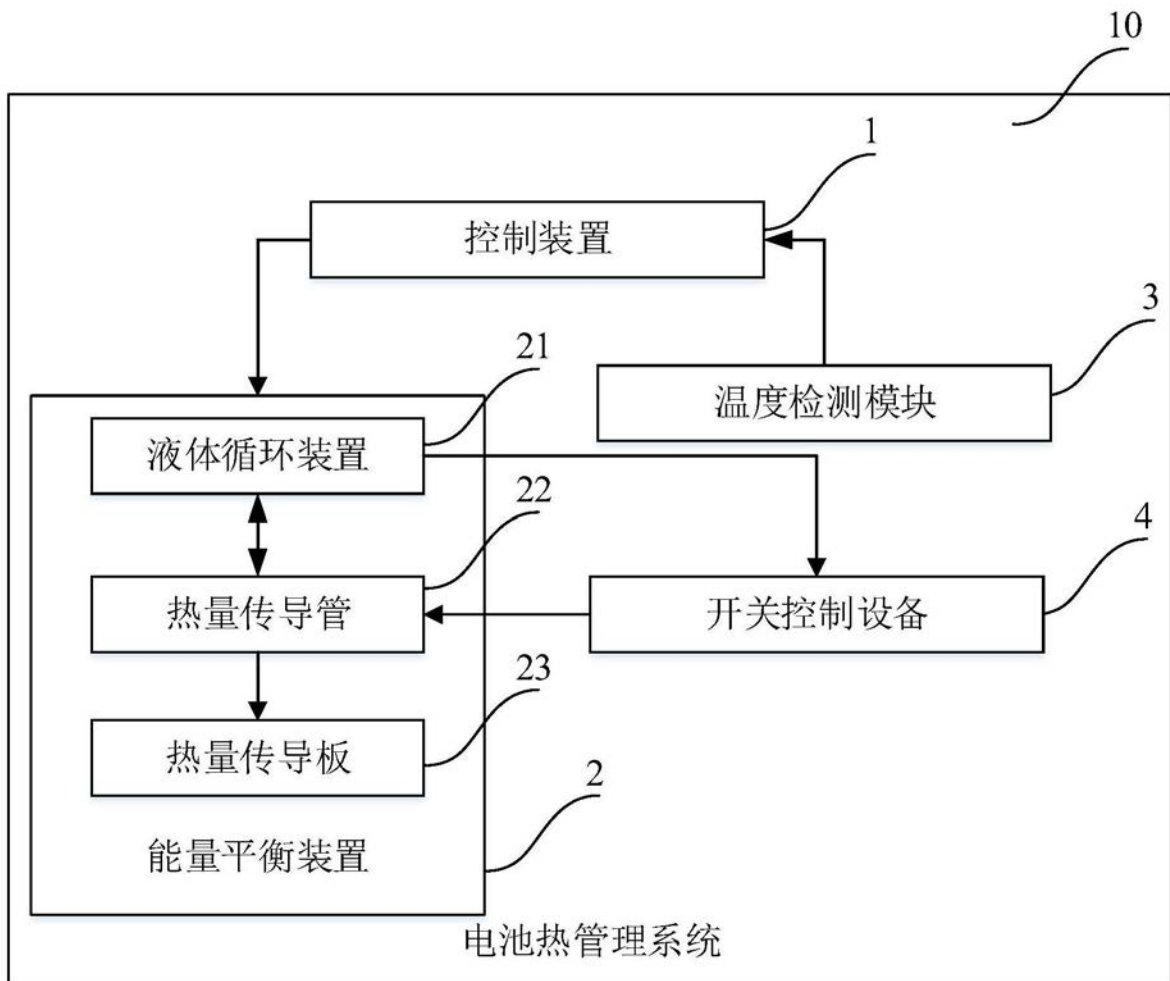 10
1
控制装置
3
温度检测模块
21
液体循环装置
22
热量传导管
4
开关控制设备
23
热量传导板
2
能量平衡装置
电池热管理系统